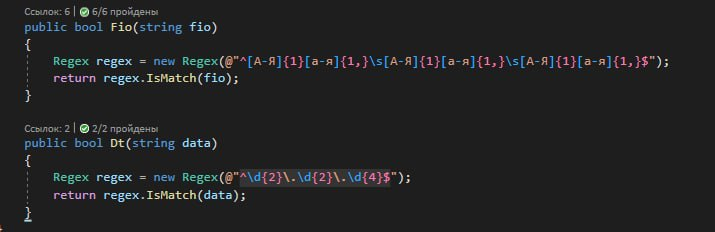 Ссылок: 6 | 6/6 пройдены
public bool Fio(string fio)
{
Regex regex = new Regex(@"^[А-Я]{1}[а-я]{1,}\s[А-Я]{1}[а-я]{1,}\s[А-Я]{1}[а-я]{1,}$");
return regex.IsMatch(fio);
}
Ссылок: 2 | 2/2 пройдены
public bool Dt(string data)
{
Regex regex = new Regex(@"^\d{2}\.\d{2}\.\d{4}$");
return regex.IsMatch(data);
}